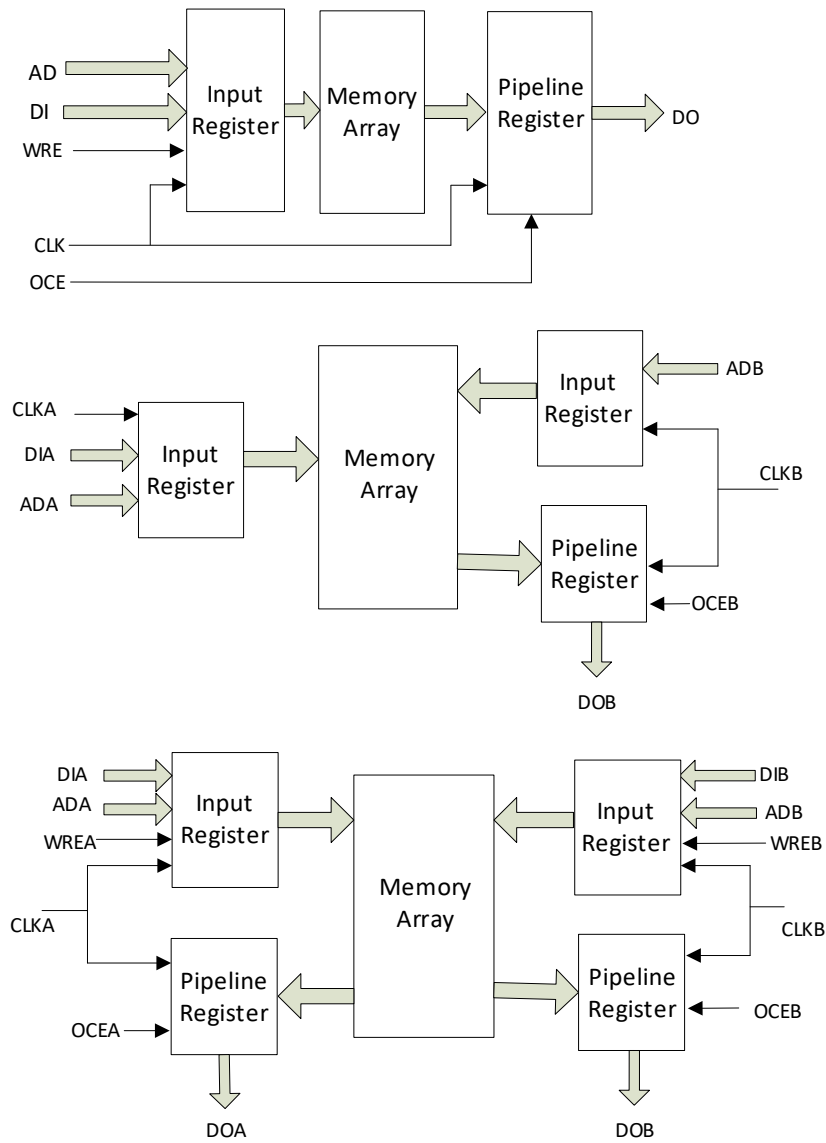 AD
DI
WRE
CLK
OCE
Input
Register
Memory
Array
Pipeline
Register
DO
CLKA
DIA
ADA
Input
Register
Memory
Array
Input
Register
ADB
CLKB
Pipeline
Register
OCEB
DOB
DIA
ADA
WREA
CLKA
OCEA
Input
Register
Pipeline
Register
DOA
Memory
Array
Input
Register
Pipeline
Register
DIB
ADB
WREB
CLKB
OCEB
DOB